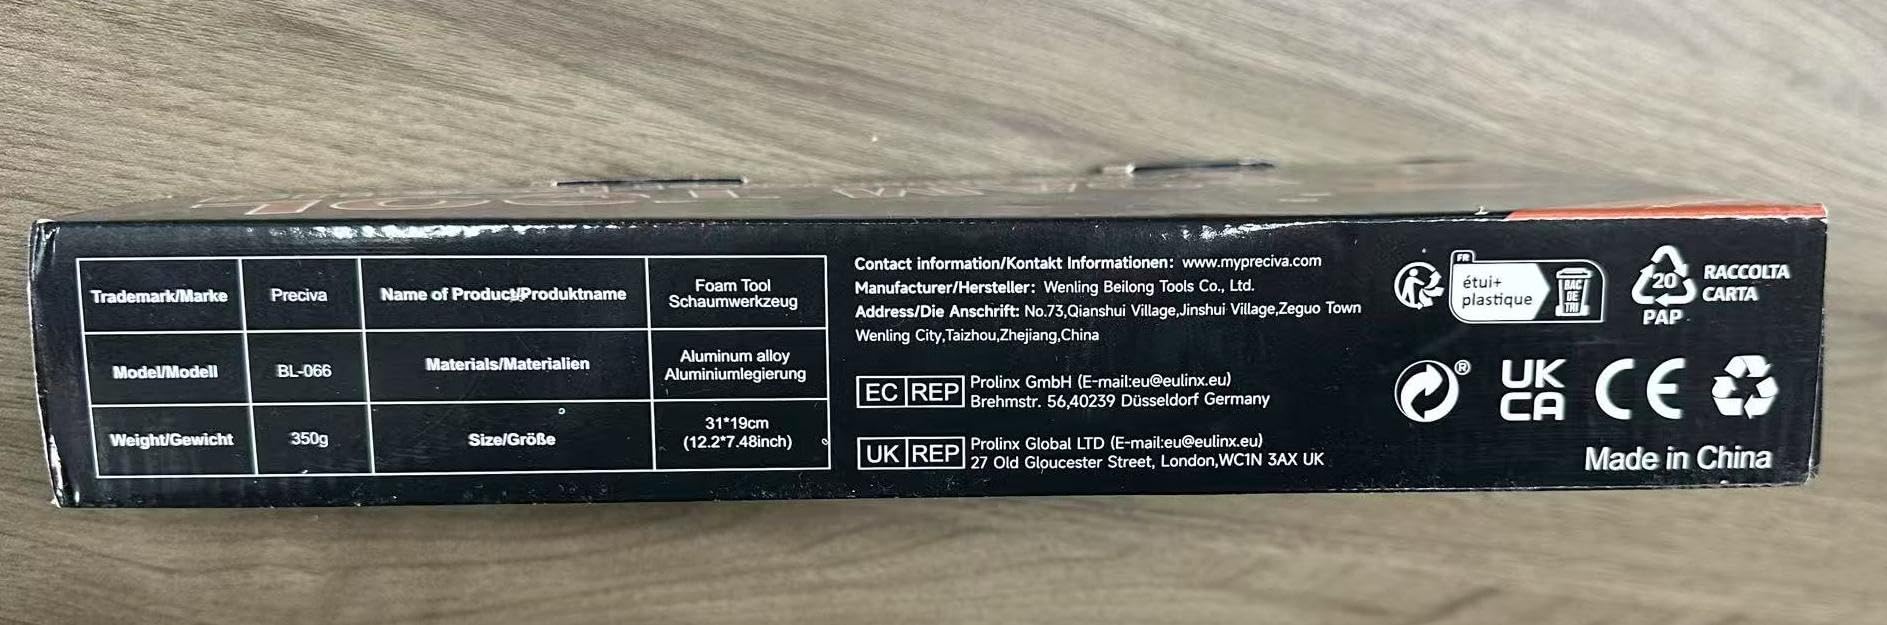 Trademark/Marke Preciva Name of Product/Produktname Foam Tool
Schaumwerkzeug
Model/Modell BL-066 Materials/Materialien Aluminum alloy
Aluminiumlegierung
Weight/Gewicht 350g Size/Größe 31*19cm
(12.2*7.48inch)
Contact information/Kontakt Informationen: www.mypreciva.com
Manufacturer/Hersteller: Wenling Beilong Tools Co., Ltd.
Address/Die Anschrift: No.73,Qianshui Village,Jinshui Village,Zeguo Town
Wenling City,Taizhou,Zhejiang,China
EC REP Prolinx GmbH (E-mail:eu@eulinx.eu)
Brehmstr. 56,40239 Düsseldorf Germany
UK REP Prolinx Global LTD (E-mail:eu@eulinx.eu)
27 Old Gloucester Street, London,WC1N 3AX UK
FR
étui+
plastique
BAC
DE
TRI
20
PAP
RACCOLTA
CARTA
®
UK
CA
CE
Made in China